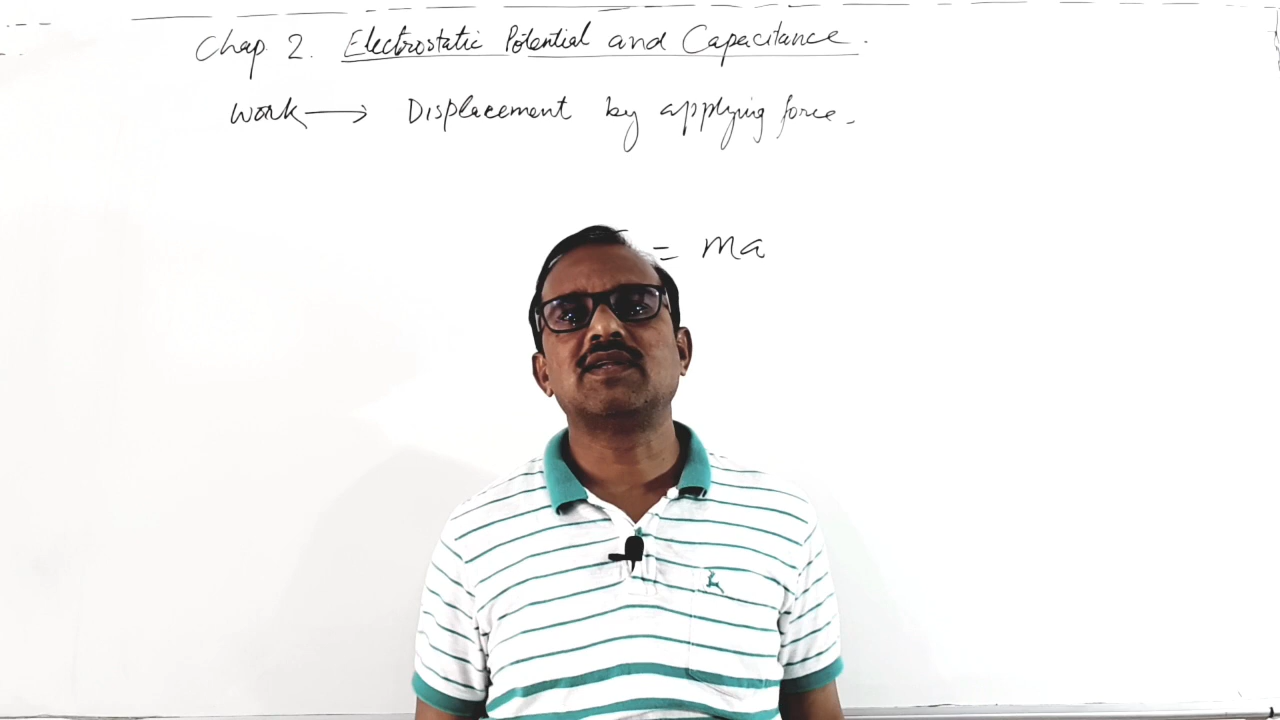 Chap 2. Electrostatic Potential and Capacitance.
Work → Displacement by applying force.
= ma